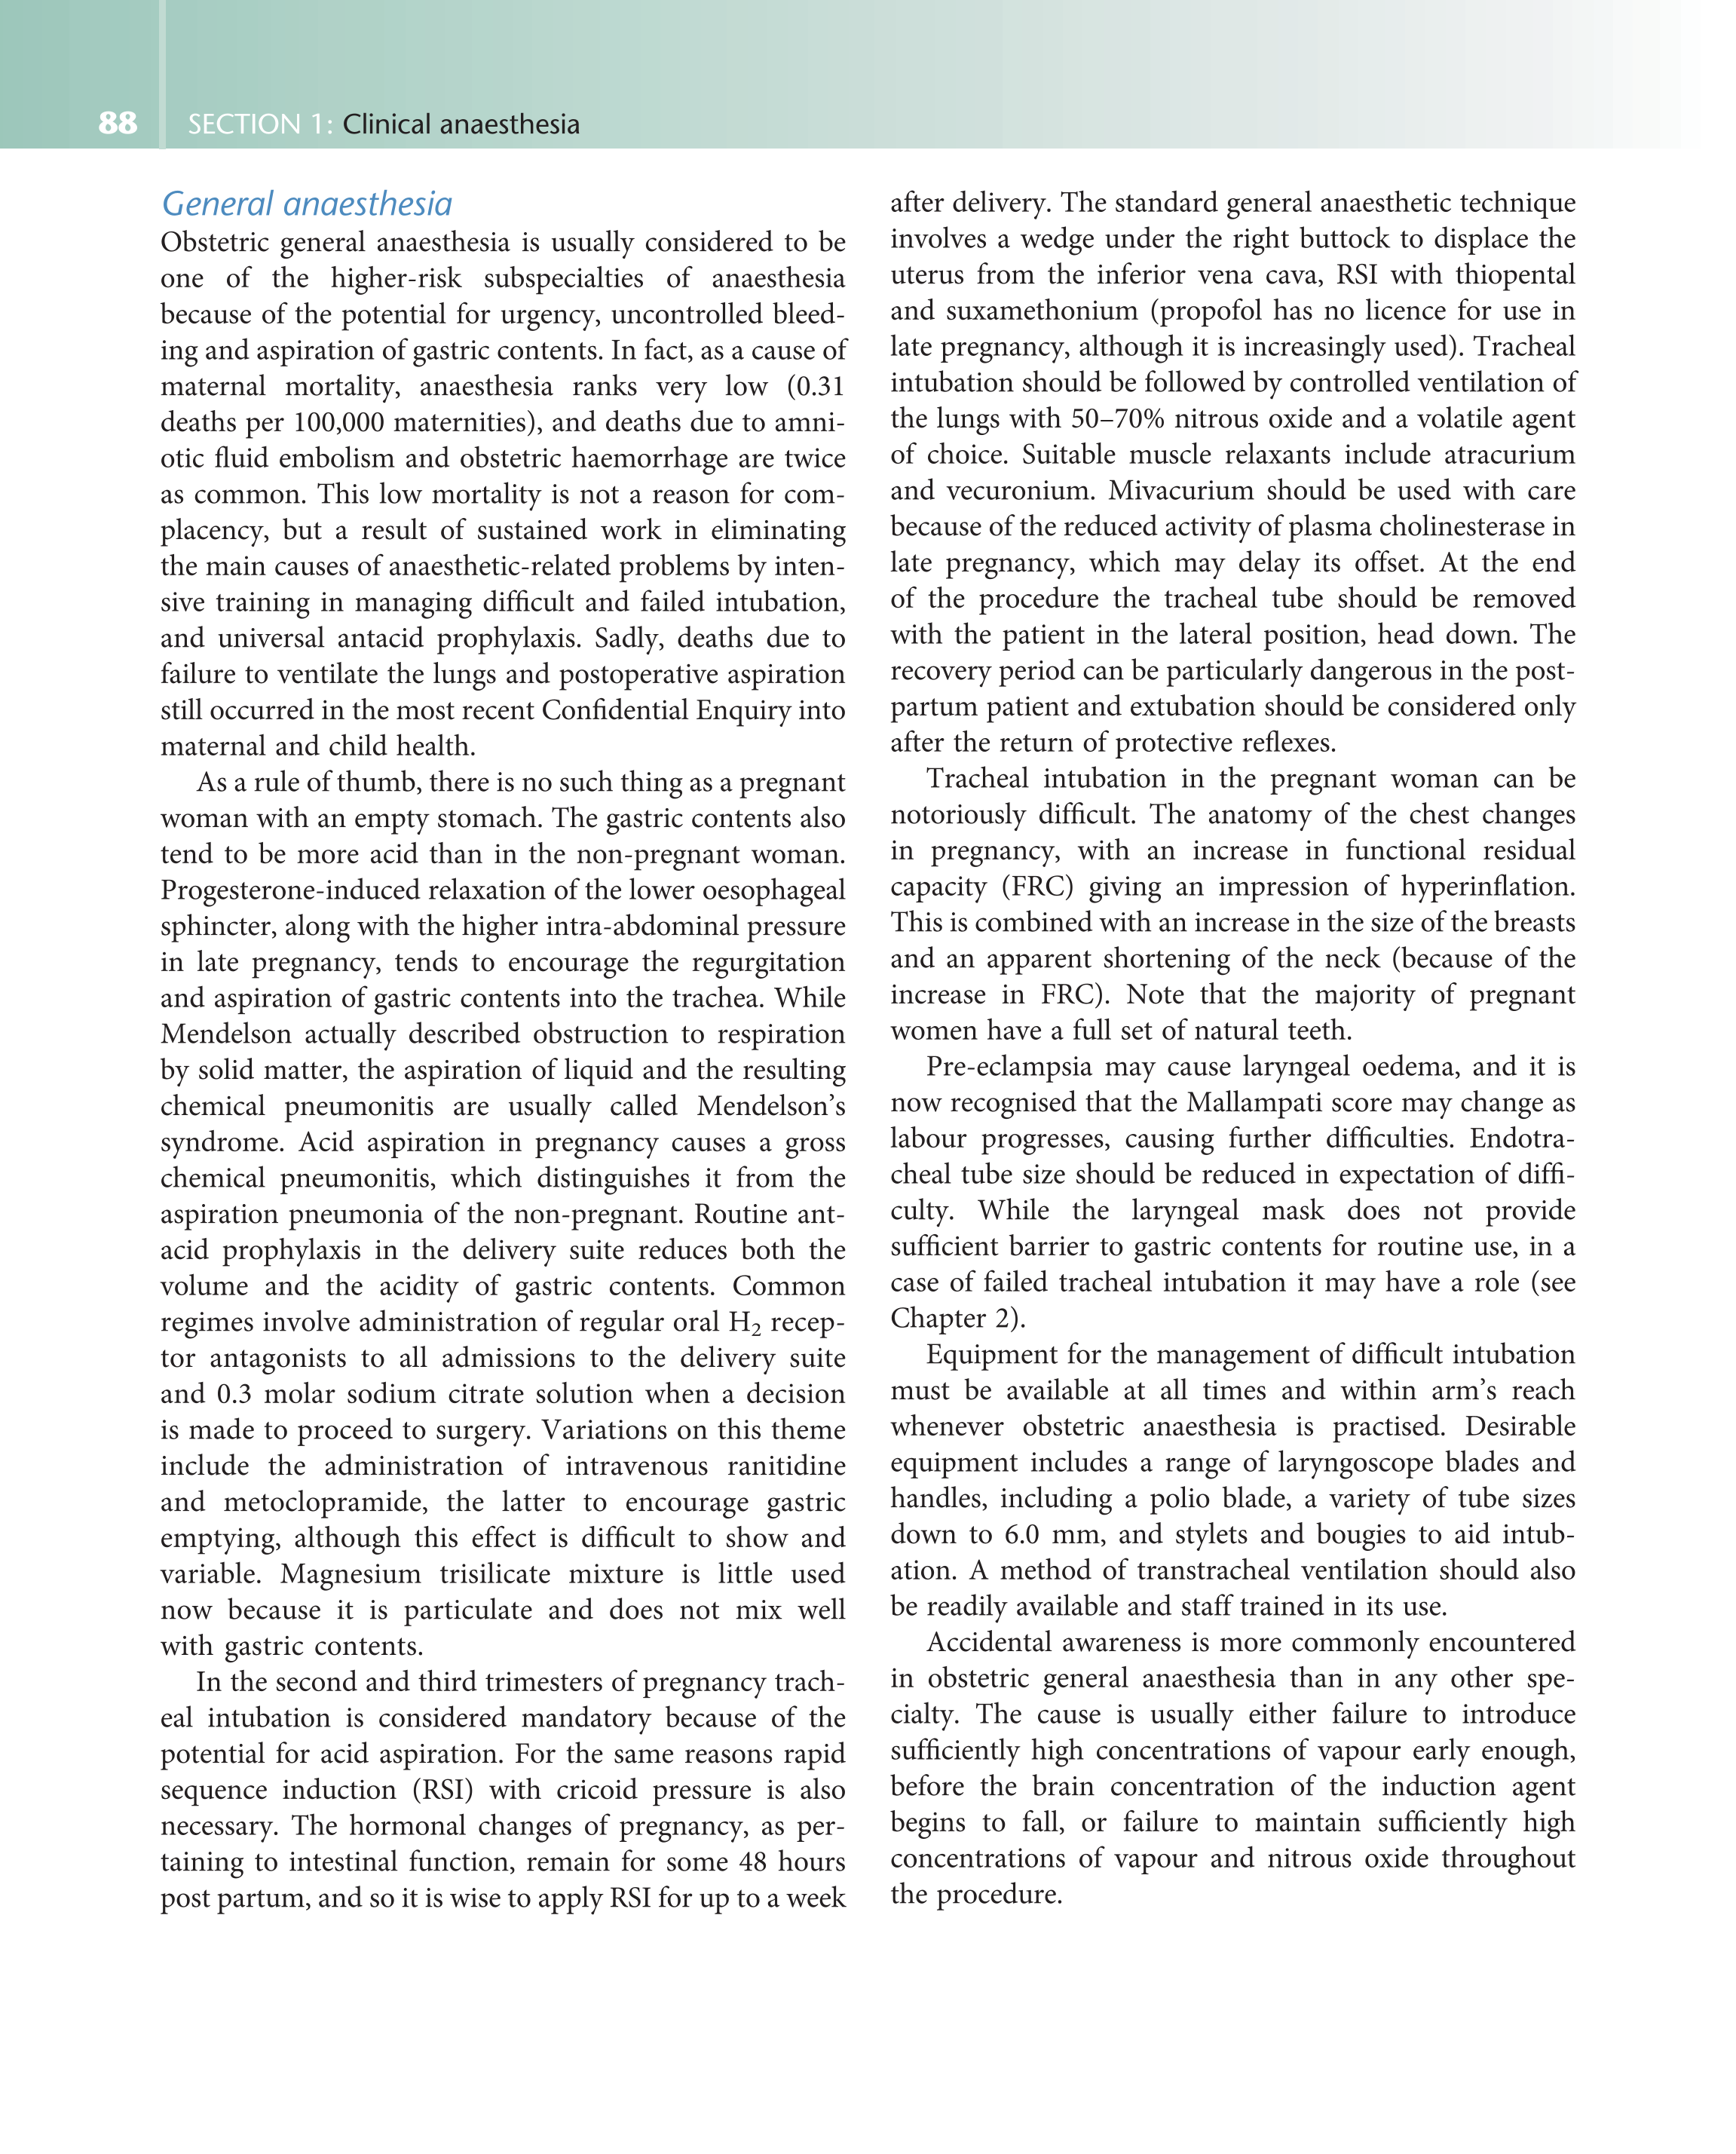 88
SECTION 1: Clinical anaesthesia
General anaesthesia
Obstetric general anaesthesia is usually considered to be
one of the higher-risk subspecialties of anaesthesia
because of the potential for urgency, uncontrolled bleed-
ing and aspiration of gastric contents. In fact, as a cause of
maternal mortality, anaesthesia ranks very low (0.31
deaths per 100,000 maternities), and deaths due to amni-
otic fluid embolism and obstetric haemorrhage are twice
as common. This low mortality is not a reason for com-
placency, but a result of sustained work in eliminating
the main causes of anaesthetic-related problems by inten-
sive training in managing difficult and failed intubation,
and universal antacid prophylaxis. Sadly, deaths due to
failure to ventilate the lungs and postoperative aspiration
still occurred in the most recent Confidential Enquiry into
maternal and child health.
As a rule of thumb, there is no such thing as a pregnant
woman with an empty stomach. The gastric contents also
tend to be more acid than in the non-pregnant woman.
Progesterone-induced relaxation of the lower oesophageal
sphincter, along with the higher intra-abdominal pressure
in late pregnancy, tends to encourage the regurgitation
and aspiration of gastric contents into the trachea. While
Mendelson actually described obstruction to respiration
by solid matter, the aspiration of liquid and the resulting
chemical pneumonitis are usually called Mendelson's
syndrome. Acid aspiration in pregnancy causes a gross
chemical pneumonitis, which distinguishes it from the
aspiration pneumonia of the non-pregnant. Routine ant-
acid prophylaxis in the delivery suite reduces both the
volume and the acidity of gastric contents. Common
regimes involve administration of regular oral H₂ recep-
tor antagonists to all admissions to the delivery suite
and 0.3 molar sodium citrate solution when a decision
is made to proceed to surgery. Variations on this theme
include the administration of intravenous ranitidine
and metoclopramide, the latter to encourage gastric
emptying, although this effect is difficult to show and
variable. Magnesium trisilicate mixture is little used
now because it is particulate and does not mix well
with gastric contents.
In the second and third trimesters of pregnancy trach-
eal intubation is considered mandatory because of the
potential for acid aspiration. For the same reasons rapid
sequence induction (RSI) with cricoid pressure is also
necessary. The hormonal changes of pregnancy, as per-
taining to intestinal function, remain for some 48 hours
post partum, and so it is wise to apply RSI for up to a week
after delivery. The standard general anaesthetic technique
involves a wedge under the right buttock to displace the
uterus from the inferior vena cava, RSI with thiopental
and suxamethonium (propofol has no licence for use in
late pregnancy, although it is increasingly used). Tracheal
intubation should be followed by controlled ventilation of
the lungs with 50–70% nitrous oxide and a volatile agent
of choice. Suitable muscle relaxants include atracurium
and vecuronium. Mivacurium should be used with care
because of the reduced activity of plasma cholinesterase in
late pregnancy, which may delay its offset. At the end
of the procedure the tracheal tube should be removed
with the patient in the lateral position, head down. The
recovery period can be particularly dangerous in the post-
partum patient and extubation should be considered only
after the return of protective reflexes.
Tracheal intubation in the pregnant woman can be
notoriously difficult. The anatomy of the chest changes
in pregnancy, with an increase in functional residual
capacity (FRC) giving an impression of hyperinflation.
This is combined with an increase in the size of the breasts
and an apparent shortening of the neck (because of the
increase in FRC). Note that the majority of pregnant
women have a full set of natural teeth.
Pre-eclampsia may cause laryngeal oedema, and it is
now recognised that the Mallampati score may change as
labour progresses, causing further difficulties. Endotra-
cheal tube size should be reduced in expectation of diffi-
culty. While the laryngeal mask does not provide
sufficient barrier to gastric contents for routine use, in a
case of failed tracheal intubation it may have a role (see
Chapter 2).
Equipment for the management of difficult intubation
must be available at all times and within arm's reach
whenever obstetric anaesthesia is practised. Desirable
equipment includes a range of laryngoscope blades and
handles, including a polio blade, a variety of tube sizes
down to 6.0 mm, and stylets and bougies to aid intub-
ation. A method of transtracheal ventilation should also
be readily available and staff trained in its use.
Accidental awareness is more commonly encountered
in obstetric general anaesthesia than in any other spe-
cialty. The cause is usually either failure to introduce
sufficiently high concentrations of vapour early enough,
before the brain concentration of the induction agent
begins to fall, or failure to maintain sufficiently high
concentrations of vapour and nitrous oxide throughout
the procedure.